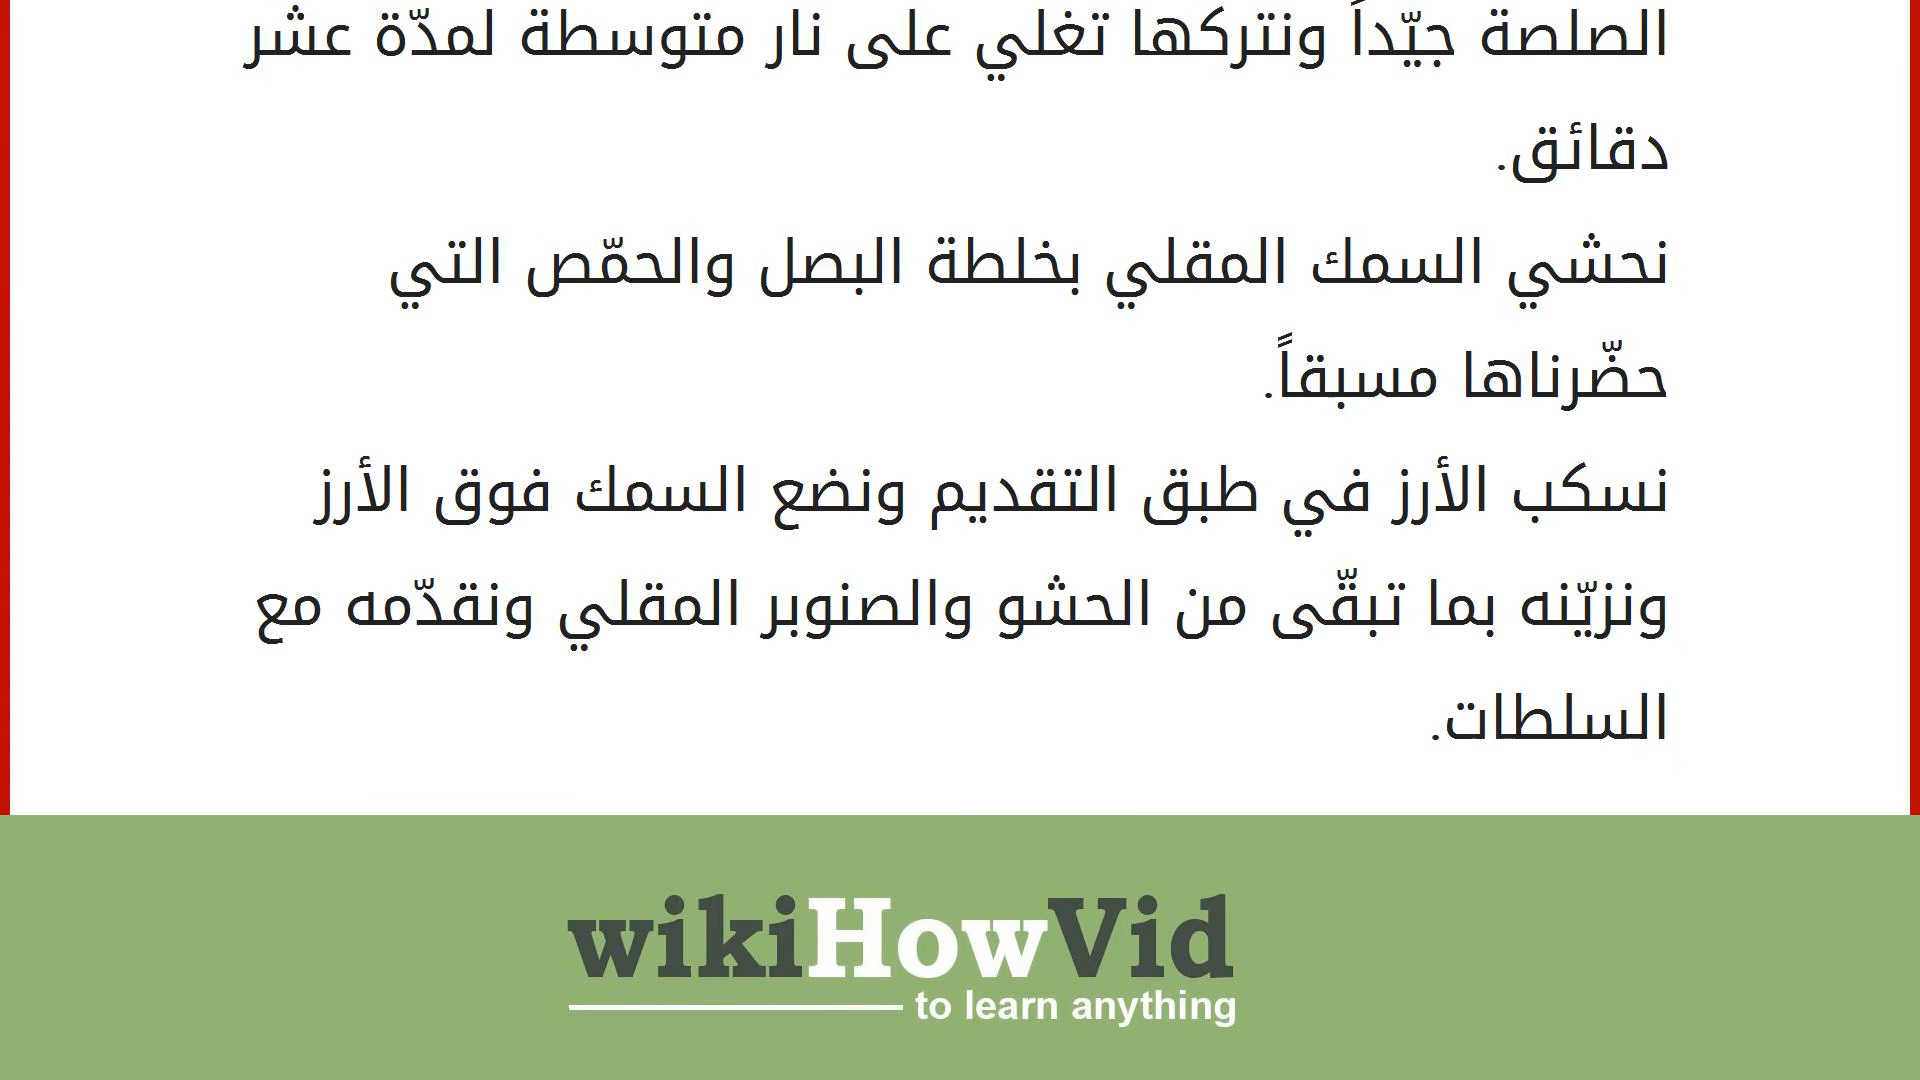 الصلصة جيّداً ونتركها تغلي على نار متوسطة لمدّة عشر
دقائق.
نحشي السمك المقلي بخلطة البصل والحمّص التي
حضّرناها مسبقاً.
نسكب الأرز في طبق التقديم ونضع السمك فوق الأرز
ونزيّنه بما تبقّى من الحشو والصنوبر المقلي ونقدّمه مع
السلطات.
wikiHowVid
to learn anything